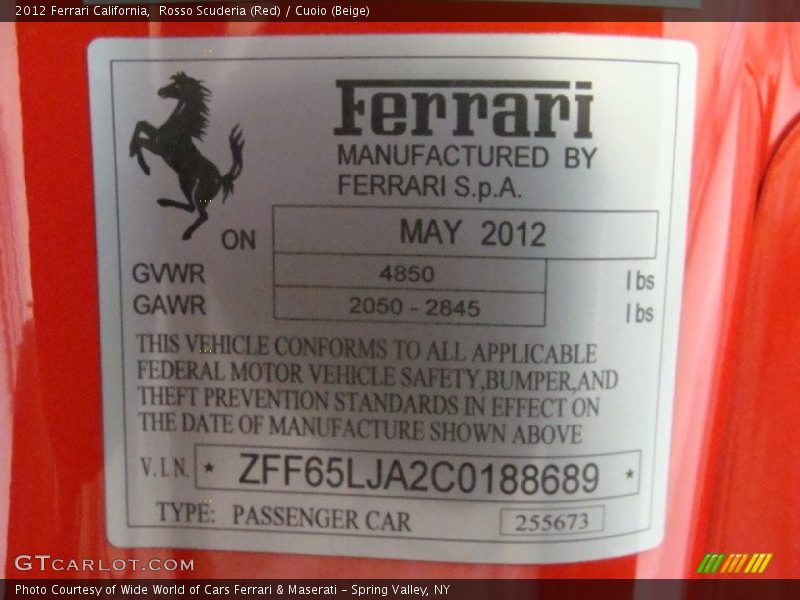 2012 Ferrari California,  Rosso Scuderia (Red) / Cuoio (Beige)
Ferrari
MANUFACTURED BY
FERRARI S.p.A.
ON MAY 2012
GVWR 4850 lbs
GAWR 2050 - 2845 lbs
THIS VEHICLE CONFORMS TO ALL APPLICABLE
FEDERAL MOTOR VEHICLE SAFETY,BUMPER,AND
THEFT PREVENTION STANDARDS IN EFFECT ON
THE DATE OF MANUFACTURE SHOWN ABOVE
V.I.N. * ZFF65LJA2C0188689 *
TYPE: PASSENGER CAR 255673
GTCARLOT.COM
Photo Courtesy of Wide World of Cars Ferrari & Maserati – Spring Valley, NY